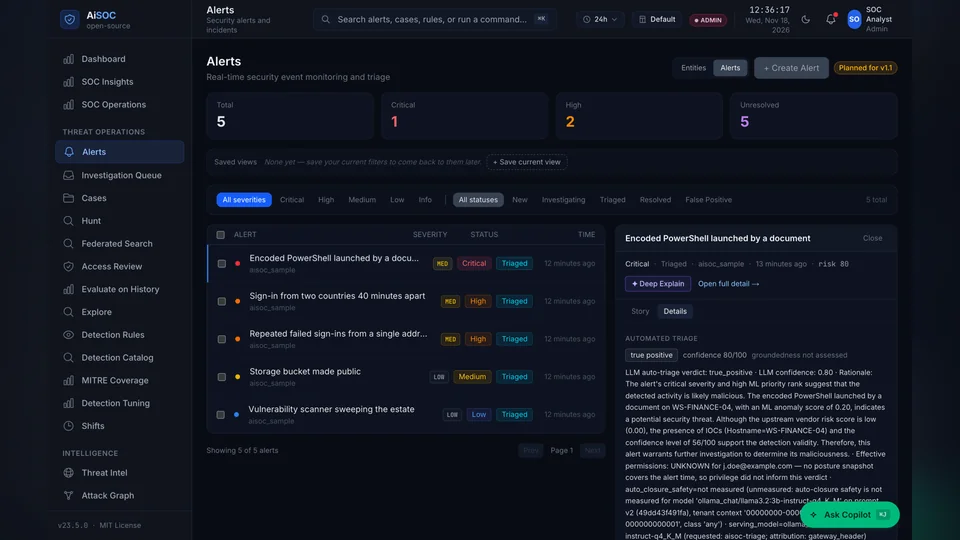 AiSOC
open-source
Dashboard
SOC Insights
SOC Operations
THREAT OPERATIONS
Alerts
Investigation Queue
Cases
Hunt
Federated Search
Access Review
Evaluate on History
Explore
Detection Rules
Detection Catalog
MITRE Coverage
Detection Tuning
Shifts
INTELLIGENCE
Threat Intel
Attack Graph
v23.5.0 · MIT License
Alerts
Security alerts and
incidents
Search alerts, cases, rules, or run a command...
⌘K
24h
Default
ADMIN
12:36:17
Wed, Nov 18,
2026
SO
SOC
Analyst
Admin
Alerts
Real-time security event monitoring and triage
Entities
Alerts
+ Create Alert
Planned for v1.1
Total
5
Critical
1
High
2
Unresolved
5
Saved views
None yet — save your current filters to come back to them later.
+ Save current view
All severities
Critical
High
Medium
Low
Info
All statuses
New
Investigating
Triaged
Resolved
False Positive
5 total
ALERT SEVERITY STATUS TIME
Encoded PowerShell launched by a docu... MED Critical Triaged 12 minutes ago
aisoc_sample
Sign-in from two countries 40 minutes apart MED High Triaged 12 minutes ago
aisoc_sample
Repeated failed sign-ins from a single addr... MED High Triaged 12 minutes ago
aisoc_sample
Storage bucket made public LOW Medium Triaged 12 minutes ago
aisoc_sample
Vulnerability scanner sweeping the estate LOW Low Triaged 12 minutes ago
aisoc_sample
Showing 5 of 5 alerts
Prev
Page 1
Next
Encoded PowerShell launched by a document
Close
Critical · Triaged · aisoc_sample · 13 minutes ago · risk 80
Deep Explain
Open full detail →
Story
Details
AUTOMATED TRIAGE
true positive confidence 80/100 groundedness not assessed
LLM auto-triage verdict: true_positive · LLM confidence: 0.80 · Rationale:
The alert's critical severity and high ML priority rank suggest that the
detected activity is likely malicious. The encoded PowerShell launched by a
document on WS-FINANCE-04, with an ML anomaly score of 0.20, indicates
a potential security threat. Although the upstream vendor risk score is low
(0.00), the presence of IOCs (Hostname=WS-FINANCE-04) and the
confidence level of 56/100 support the detection validity. Therefore, this
alert warrants further investigation to determine its maliciousness. · Effective
permissions: UNKNOWN for j.doe@example.com — no posture snapshot
covers the alert time, so privilege did not inform this verdict ·
auto_closure_safety=not measured (unmeasured: auto-closure safety is not
measured for model 'ollama_chat/llama3.2:3b-instruct-q4_K_M' on prompt
v2 (49dd43f491fa), tenant context '00000000-000
000000000001', class 'any') · serving_model=ollama
instruct-q4_K_M (requested: aisoc-triage; attribution: gateway_header)
Ask Copilot
⌘J